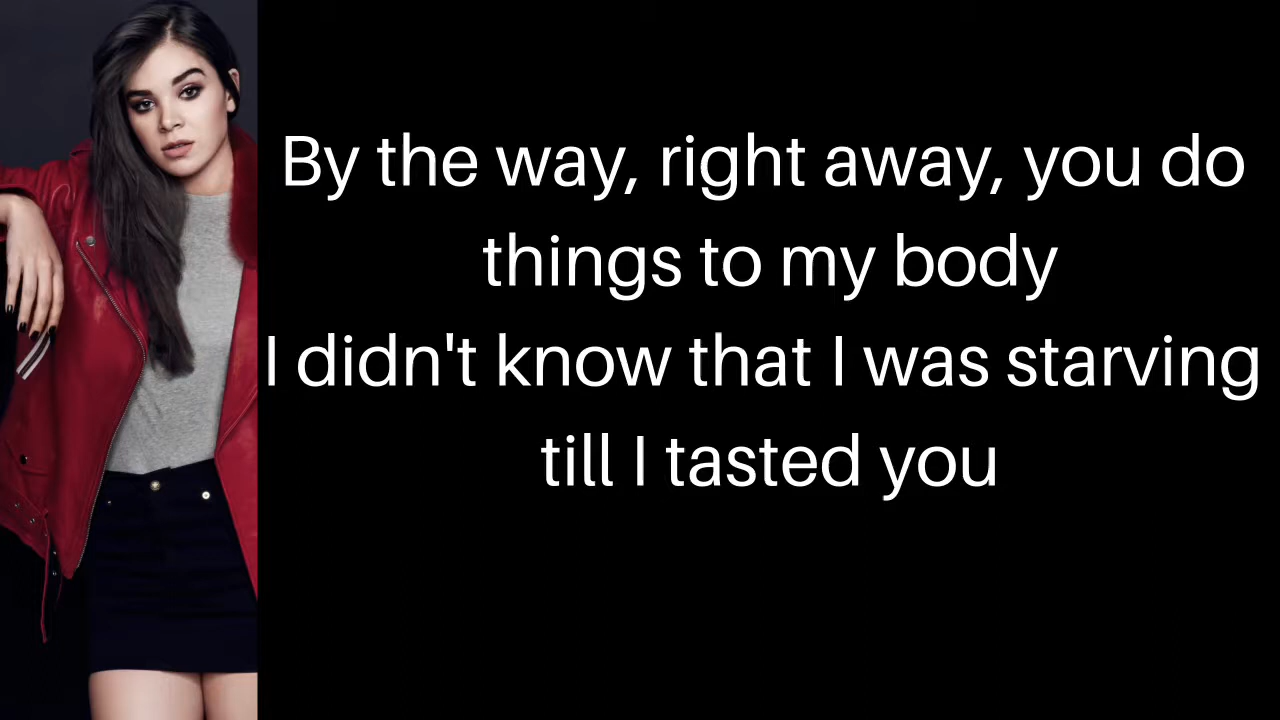 By the way, right away, you do
things to my body
I didn't know that I was starving
till I tasted you